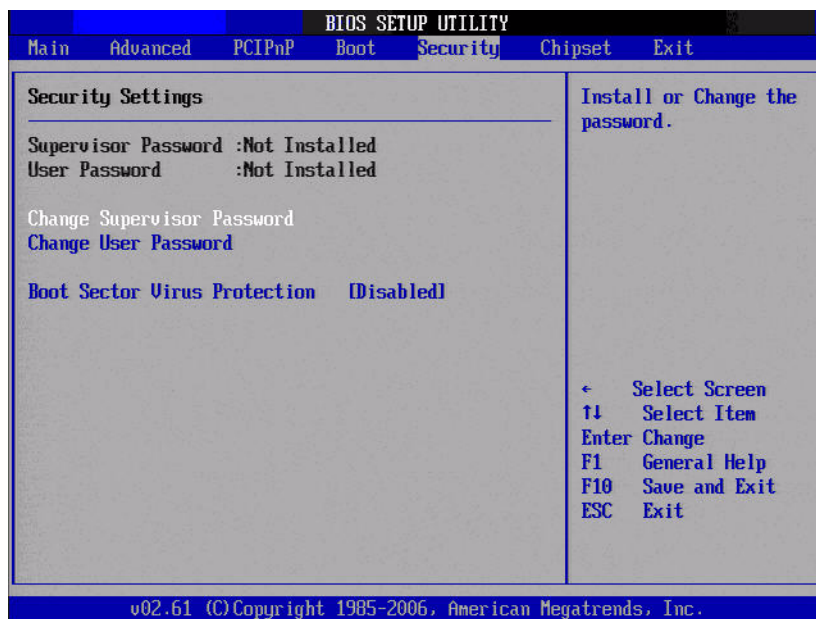 BIOS SETUP UTILITY
Main Advanced PCIPnP Boot Security Chipset Exit
Security Settings
Supervisor Password :Not Installed
User Password :Not Installed
Change Supervisor Password
Change User Password
Boot Sector Virus Protection [Disabled]
Install or Change the
password.
← Select Screen
↑↓ Select Item
Enter Change
F1 General Help
F10 Save and Exit
ESC Exit
v02.61 (C)Copyright 1985-2006, American Megatrends, Inc.